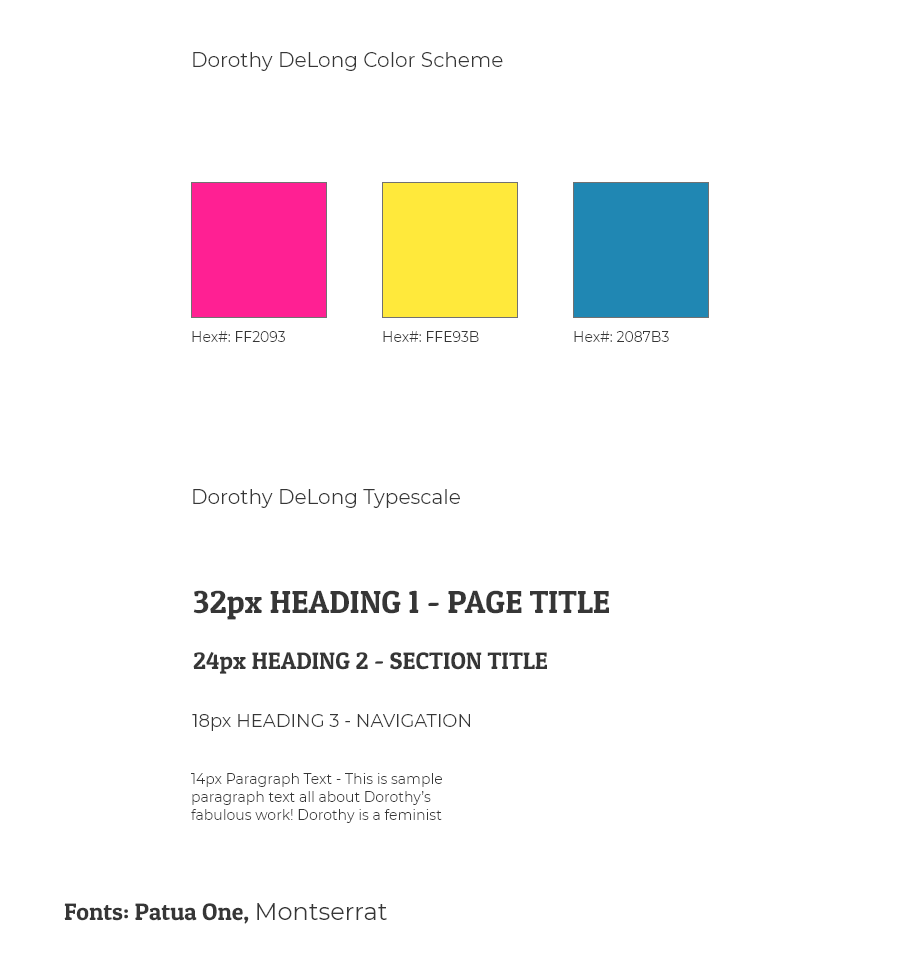 Dorothy DeLong Color Scheme
Hex#: FF2093
Hex#: FFE93B
Hex#: 2087B3
Dorothy DeLong Typescale
32px HEADING 1 - PAGE TITLE
24px HEADING 2 - SECTION TITLE
18px HEADING 3 - NAVIGATION
14px Paragraph Text - This is sample
paragraph text all about Dorothy’s
fabulous work! Dorothy is a feminist
Fonts: Patua One, Montserrat